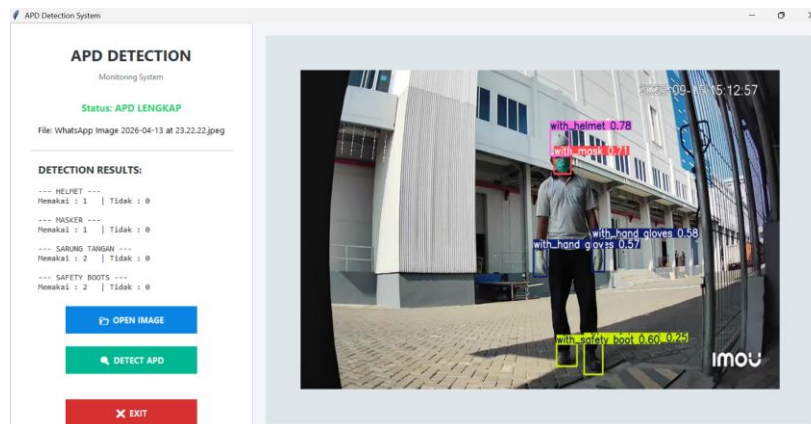 APD Detection System
APD DETECTION
Monitoring System
Status: APD LENGKAP
File: WhatsApp Image 2026-04-13 at 23.22.22.jpeg
DETECTION RESULTS:
--- HELMET ---
Memakai : 1 | Tidak : 0
--- MASKER ---
Memakai : 1 | Tidak : 0
--- SARUNG TANGAN ---
Memakai : 2 | Tidak : 0
--- SAFETY BOOTS ---
Memakai : 2 | Tidak : 0
OPEN IMAGE
DETECT APD
EXIT
15:12:57
with_helmet 0.78
with_mask 0.71
with_hand gloves 0.58
with_hand gloves 0.57
with_safety boot 0.60 0.25
imou